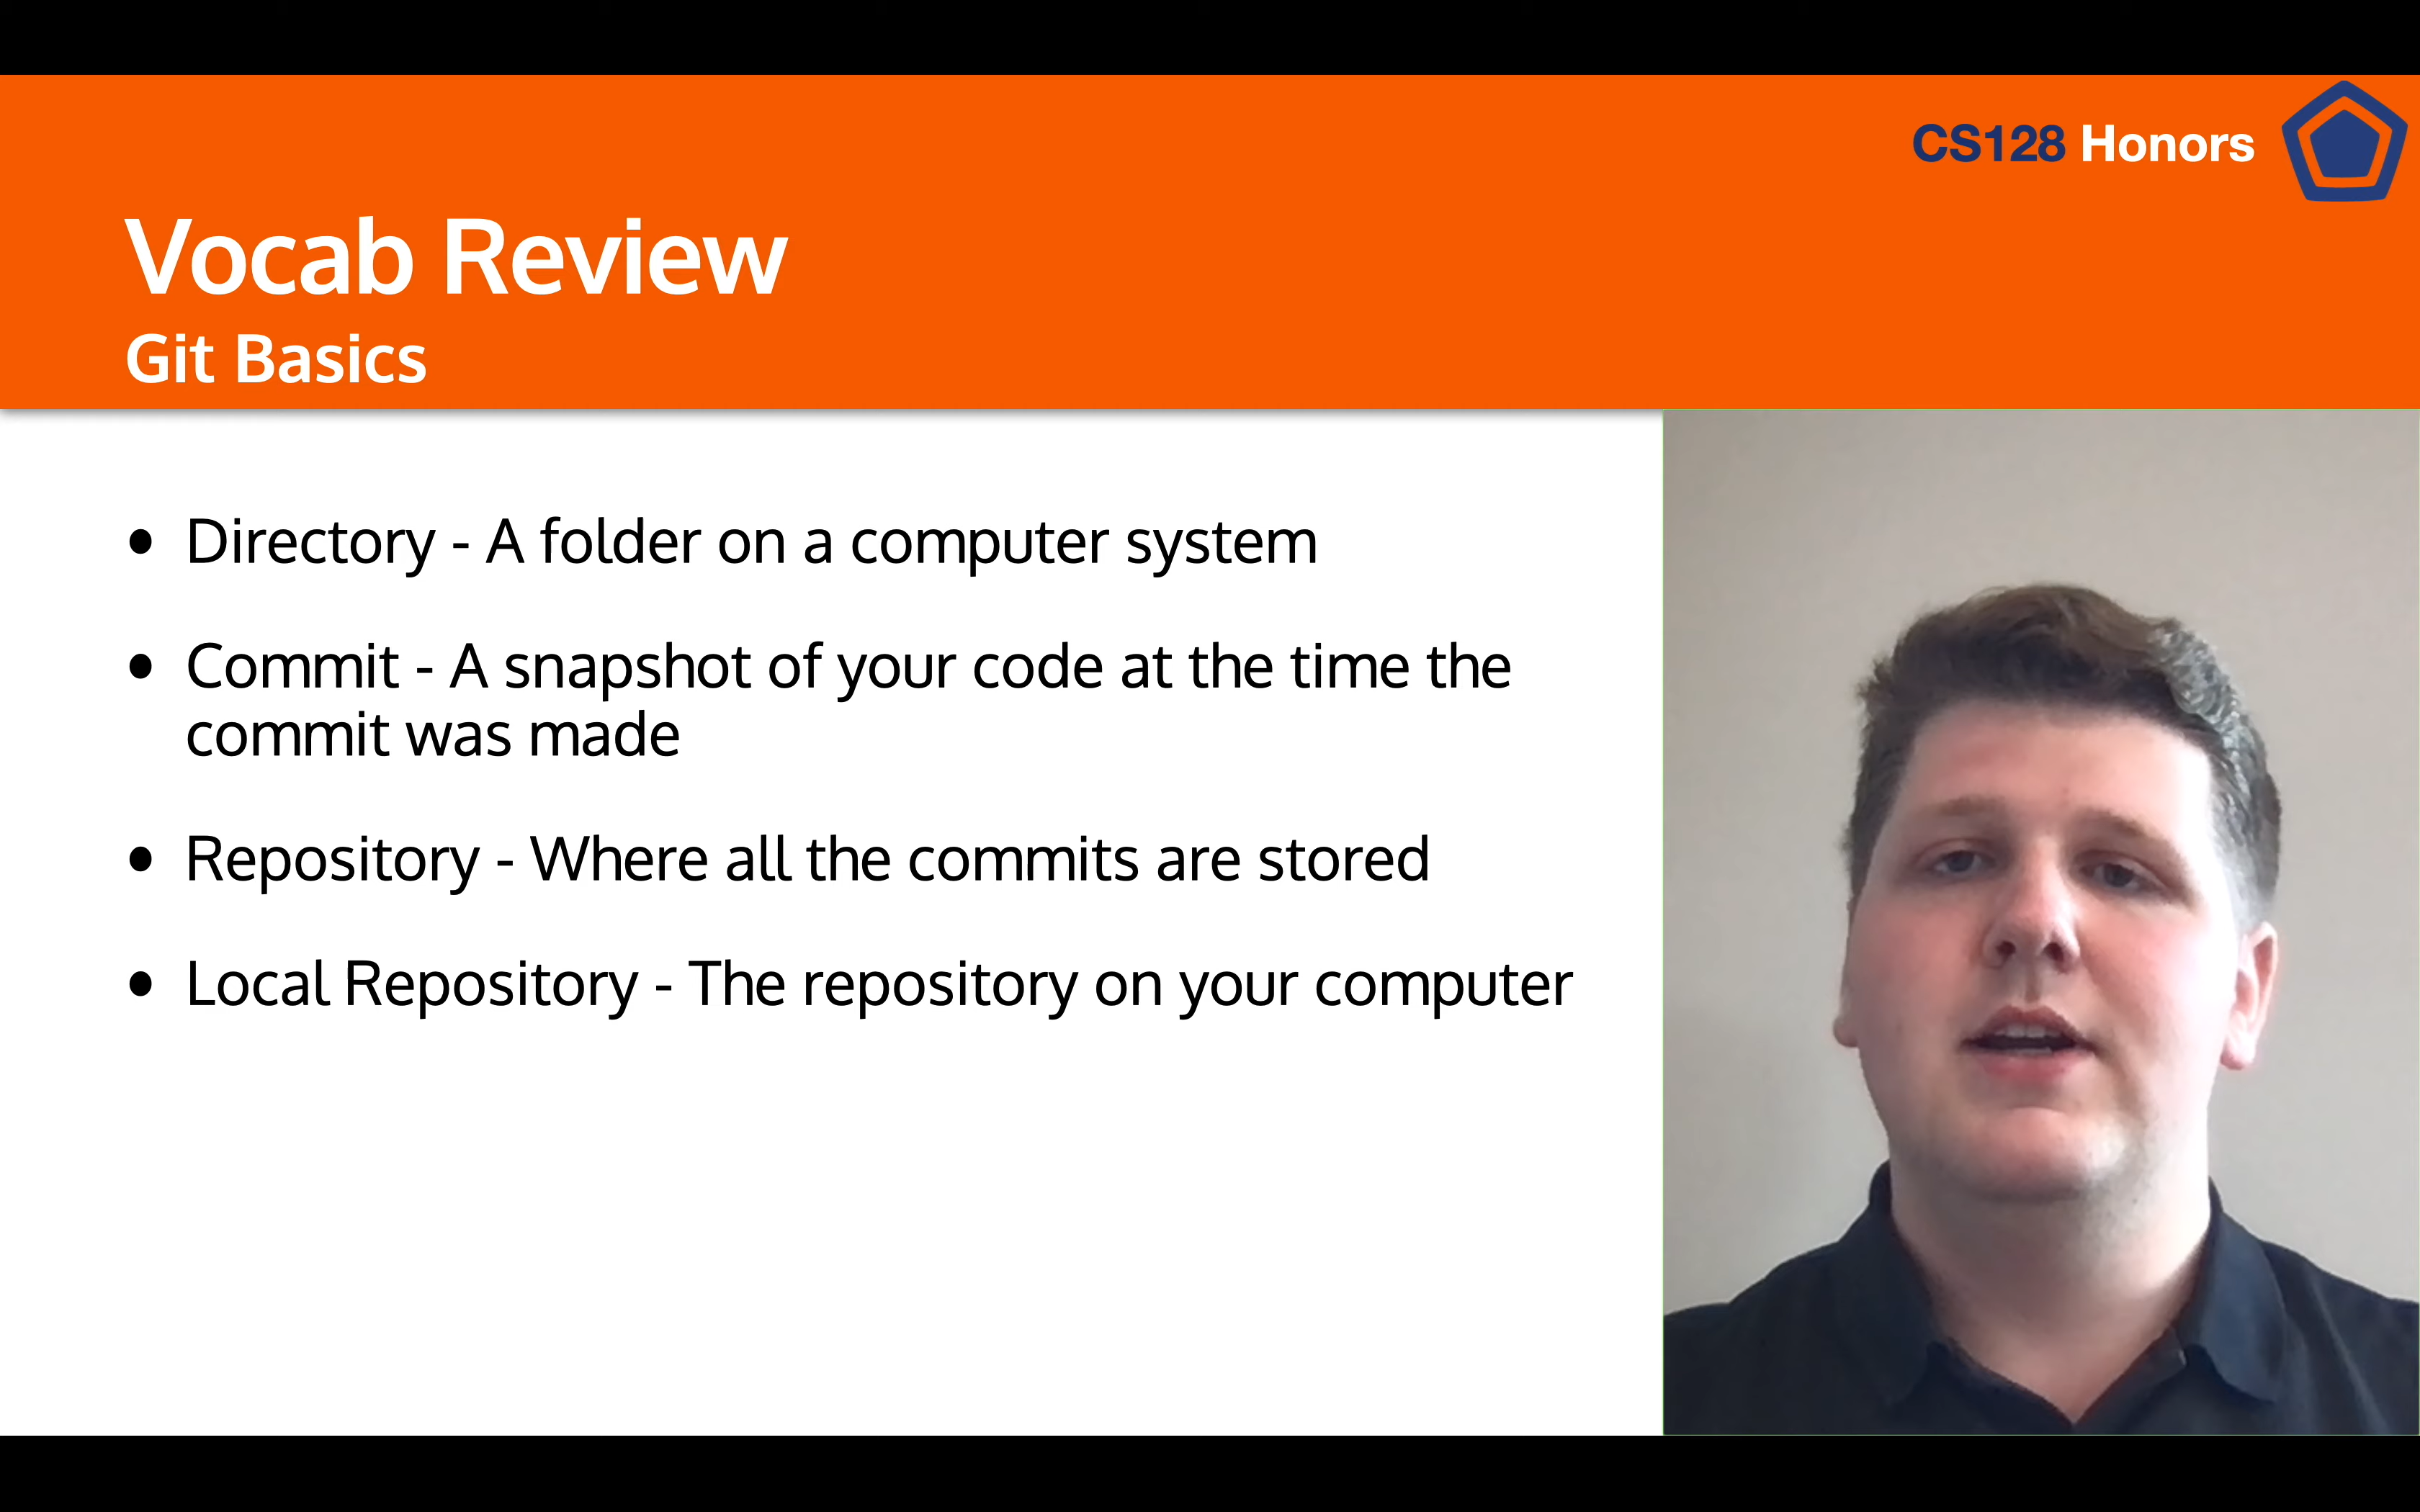 CS128 Honors
Vocab Review
Git Basics
• Directory - A folder on a computer system
• Commit - A snapshot of your code at the time the
commit was made
• Repository - Where all the commits are stored
• Local Repository - The repository on your computer